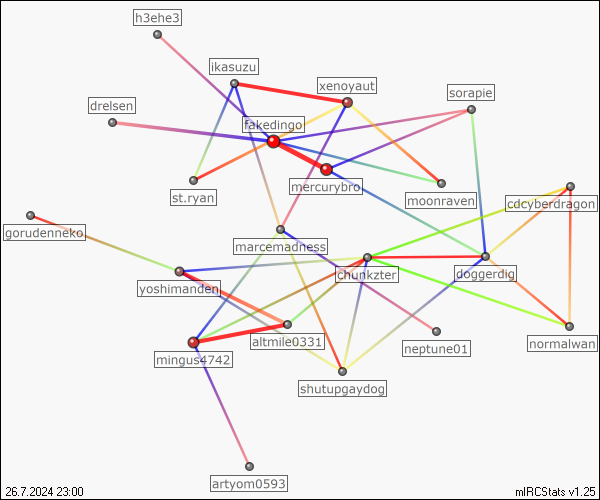 h3ehe3
ikasuzu
xenoyaut
sorapie
drelsen
fakedingo
mercurybro
st.ryan
moonraven
cdcyberdragon
gorudenneko
marcemadness
chunkzter
doggerdig
yoshimanden
altmile0331
neptune01
normalwan
mingus4742
shutupgaydog
artyom0593
26.7.2024 23:00
mIRCStats v1.25